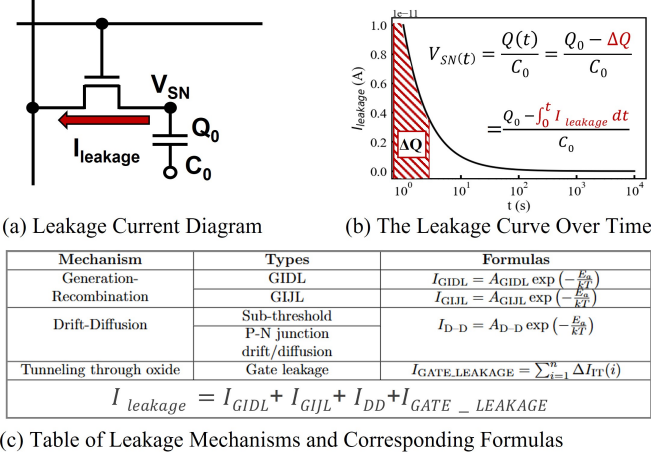 V_SN
Q_0
I_leakage
C_0
(a) Leakage Current Diagram
1e−11
1.0
0.8
0.6
0.4
0.2
0.0
I_leakage (A)
ΔQ
10^0 10^1 10^2 10^3 10^4
t (s)
V_SN(t) = Q(t)/C_0 = (Q_0 − ΔQ)/C_0
= (Q_0 − ∫_0^t I_leakage dt)/C_0
(b) The Leakage Curve Over Time
Mechanism Types Formulas
Generation- GIDL I_GIDL = A_GIDL exp (−E_a/kT)
Recombination GIJL I_GIJL = A_GIJL exp (−E_a/kT)
Drift-Diffusion Sub-threshold I_D–D = A_D–D exp (−E_a/kT)
P-N junction
drift/diffusion
Tunneling through oxide Gate leakage I_GATE_LEAKAGE = ∑_{i=1}^n ΔI_IT(i)
I_leakage = I_GIDL + I_GIJL + I_DD + I_GATE_LEAKAGE
(c) Table of Leakage Mechanisms and Corresponding Formulas